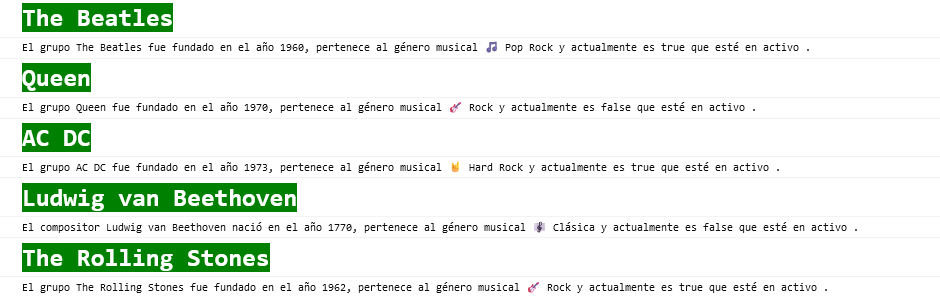 The Beatles
El grupo The Beatles fue fundado en el año 1960, pertenece al género musical 🎵 Pop Rock y actualmente es true que esté en activo .
Queen
El grupo Queen fue fundado en el año 1970, pertenece al género musical 🎸 Rock y actualmente es false que esté en activo .
AC DC
El grupo AC DC fue fundado en el año 1973, pertenece al género musical 🤘 Hard Rock y actualmente es true que esté en activo .
Ludwig van Beethoven
El compositor Ludwig van Beethoven nació en el año 1770, pertenece al género musical 🎼 Clásica y actualmente es false que esté en activo .
The Rolling Stones
El grupo The Rolling Stones fue fundado en el año 1962, pertenece al género musical 🎸 Rock y actualmente es true que esté en activo .